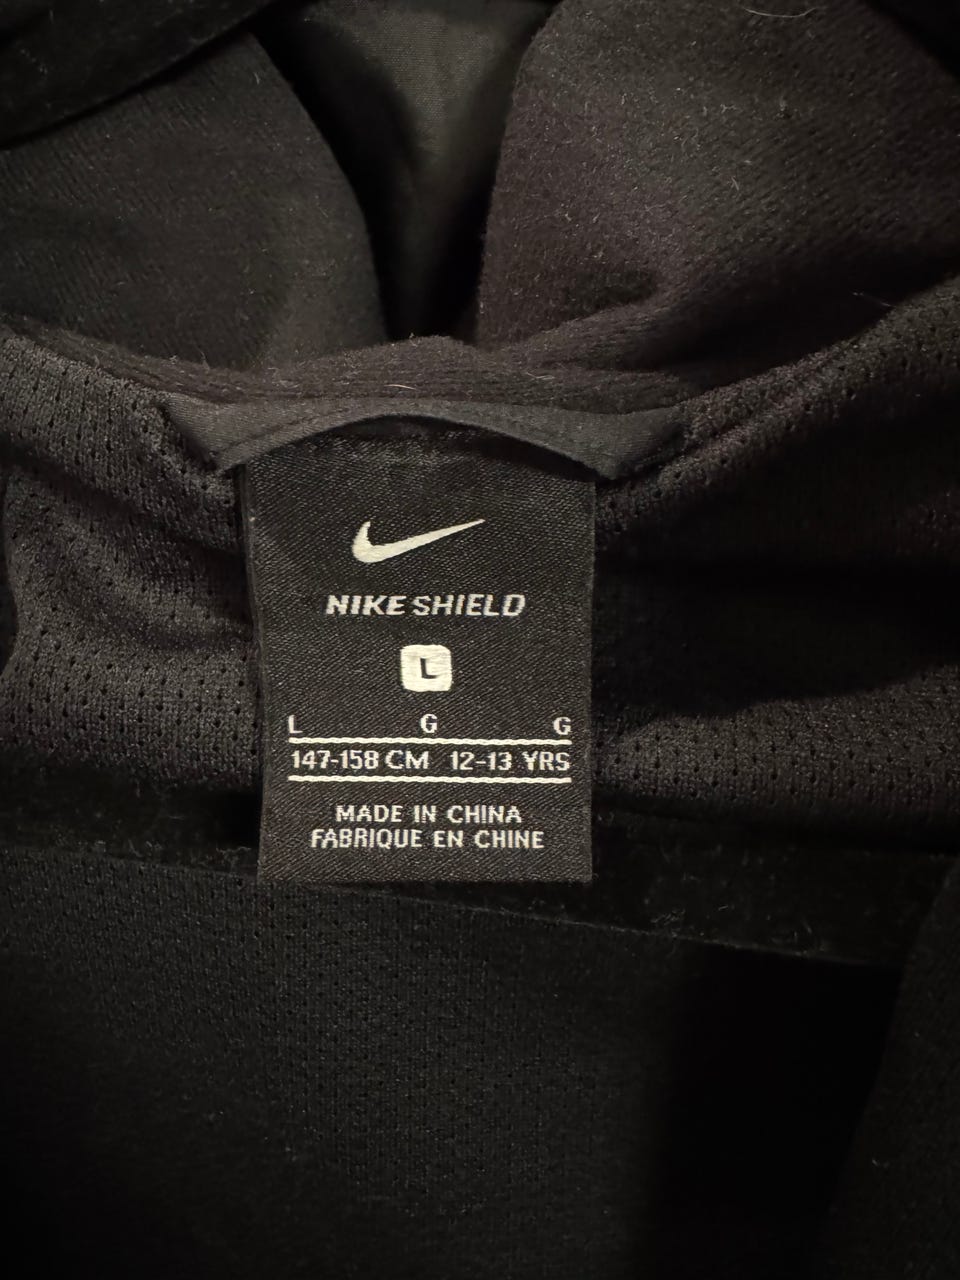 NIKE SHIELD
L
L G G
147-158 CM 12-13 YRS
MADE IN CHINA
FABRIQUE EN CHINE